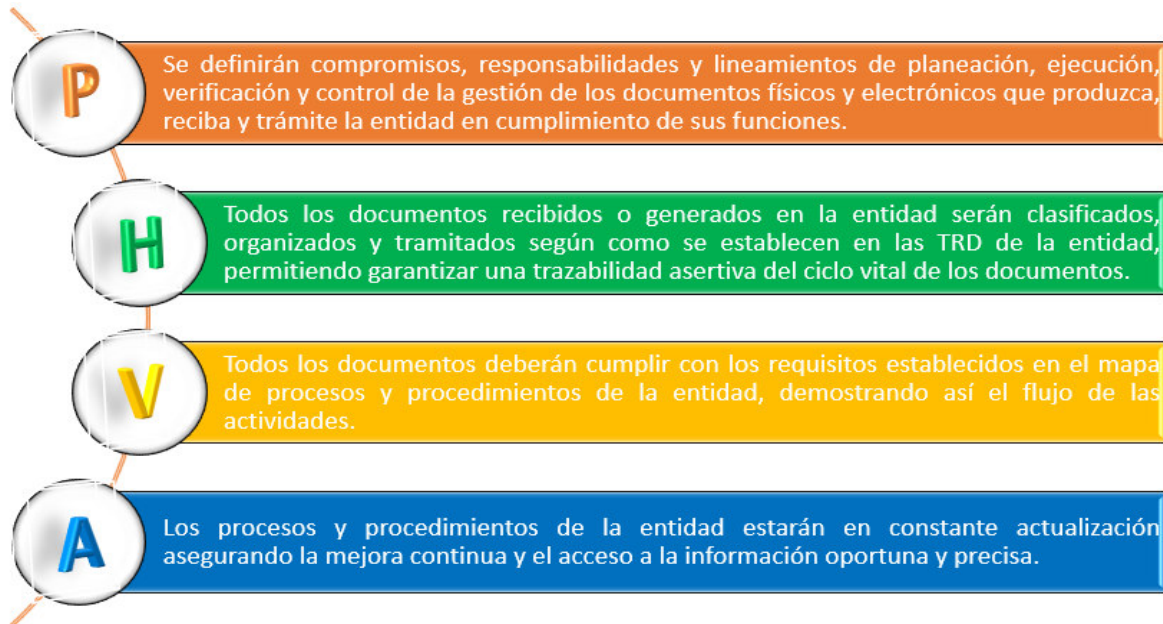 P
Se definirán compromisos, responsabilidades y lineamientos de planeación, ejecución,
verificación y control de la gestión de los documentos físicos y electrónicos que produzca,
reciba y trámite la entidad en cumplimiento de sus funciones.
H
Todos los documentos recibidos o generados en la entidad serán clasificados,
organizados y tramitados según como se establecen en las TRD de la entidad,
permitiendo garantizar una trazabilidad asertiva del ciclo vital de los documentos.
V
Todos los documentos deberán cumplir con los requisitos establecidos en el mapa
de procesos y procedimientos de la entidad, demostrando así el flujo de las
actividades.
A
Los procesos y procedimientos de la entidad estarán en constante actualización
asegurando la mejora continua y el acceso a la información oportuna y precisa.